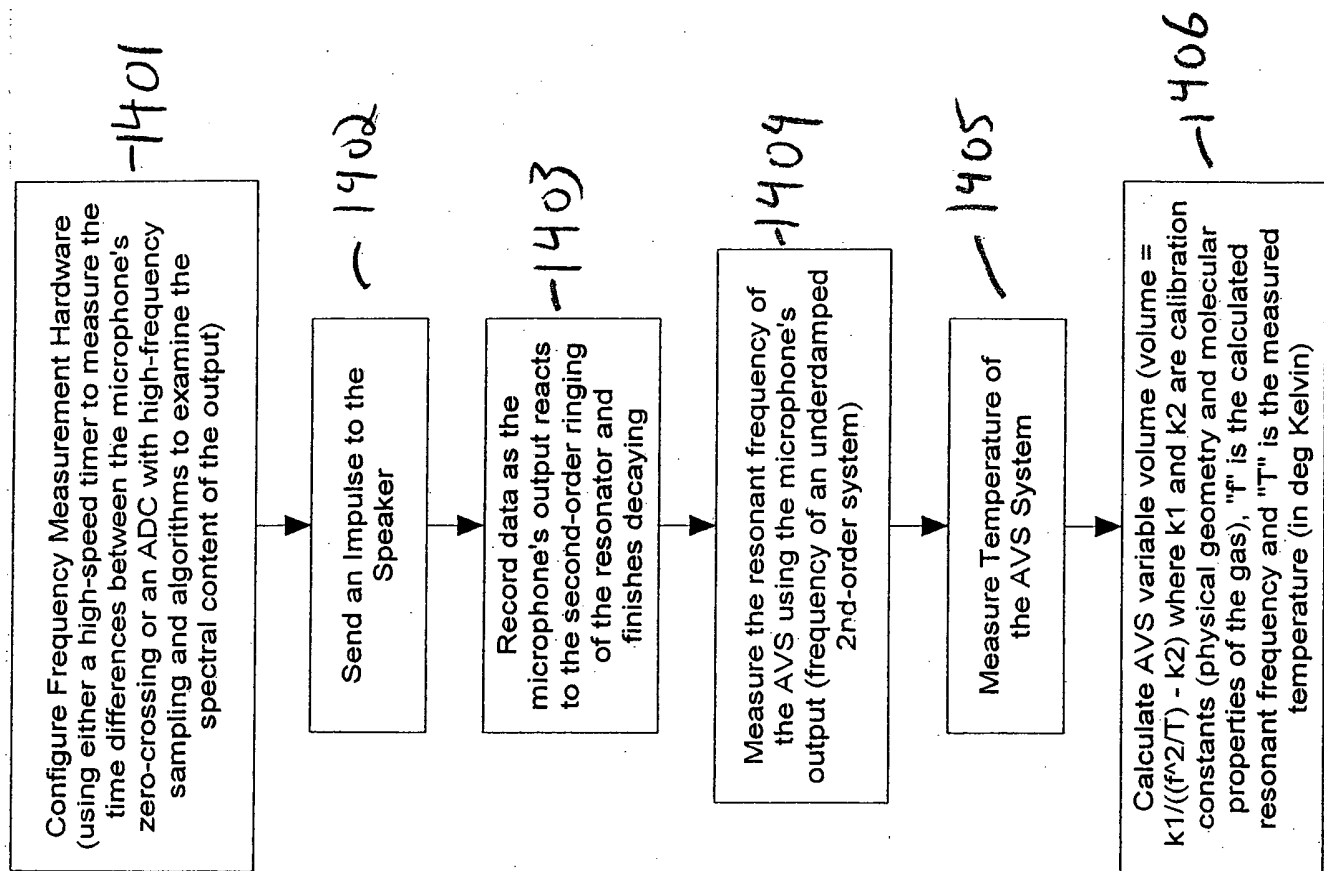 Configure Frequency Measurement Hardware
(using either a high-speed timer to measure the
time differences between the microphone's
zero-crossing or an ADC with high-frequency
sampling and algorithms to examine the
spectral content of the output)
-1401
Send an Impulse to the
Speaker
-1402
Record data as the
microphone's output reacts
to the second-order ringing
of the resonator and
finishes decaying
-1403
Measure the resonant frequency of
the AVS using the microphone's
output (frequency of an underdamped
2nd-order system)
-1404
Measure Temperature of
the AVS System
-1405
Calculate AVS variable volume (volume =
k1/((f^2/T) - k2) where k1 and k2 are calibration
constants (physical geometry and molecular
properties of the gas), "f" is the calculated
resonant frequency and "T" is the measured
temperature (in deg Kelvin)
-1406